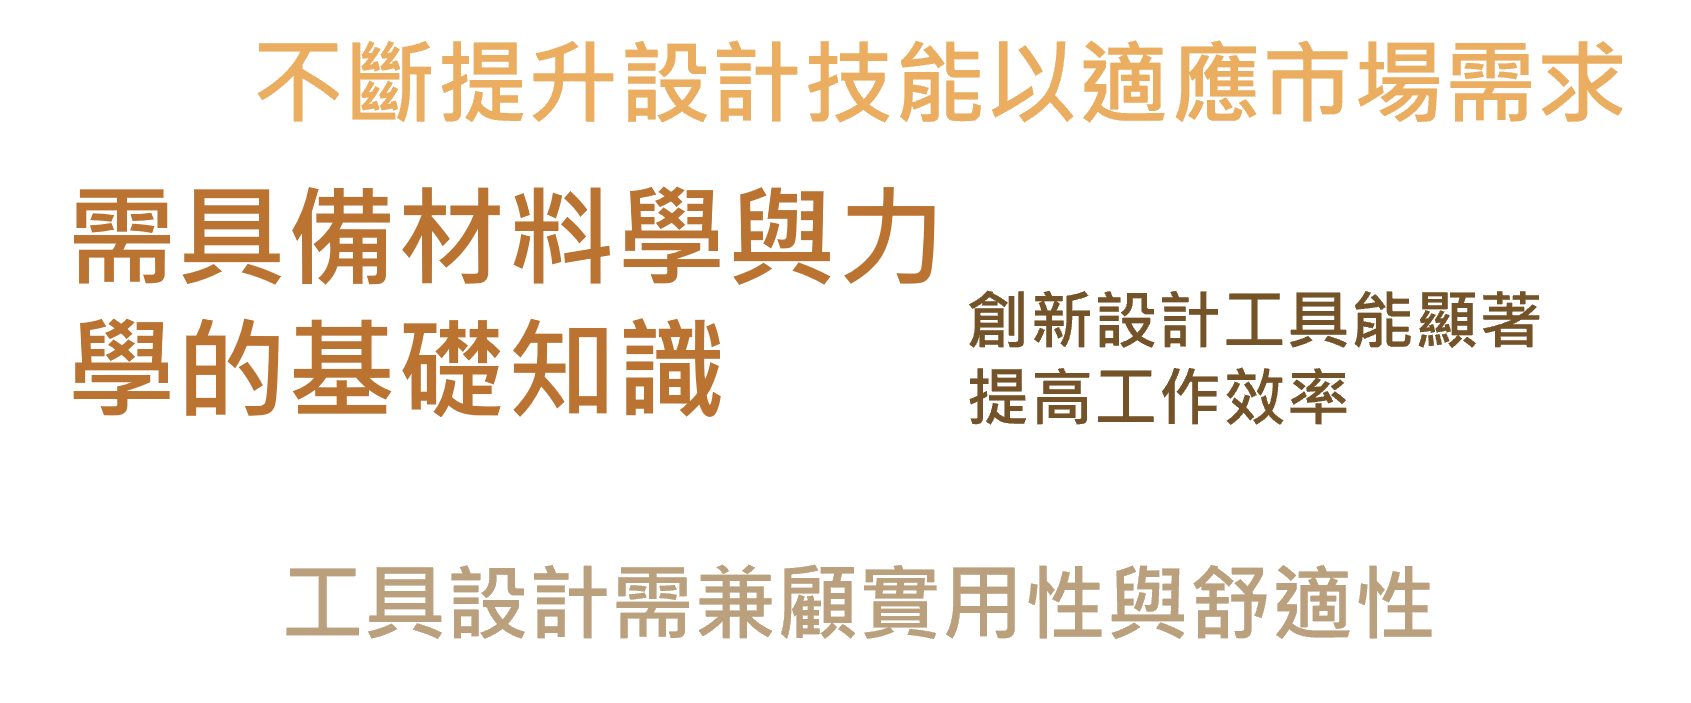 不斷提升設計技能以適應市場需求
需具備材料學與力
學的基礎知識
創新設計工具能顯著
提高工作效率
工具設計需兼顧實用性與舒適性